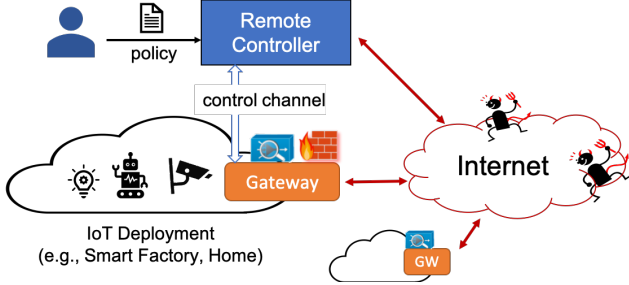 Remote
Controller
policy
control channel
Gateway
Internet
IoT Deployment
(e.g., Smart Factory, Home)
GW